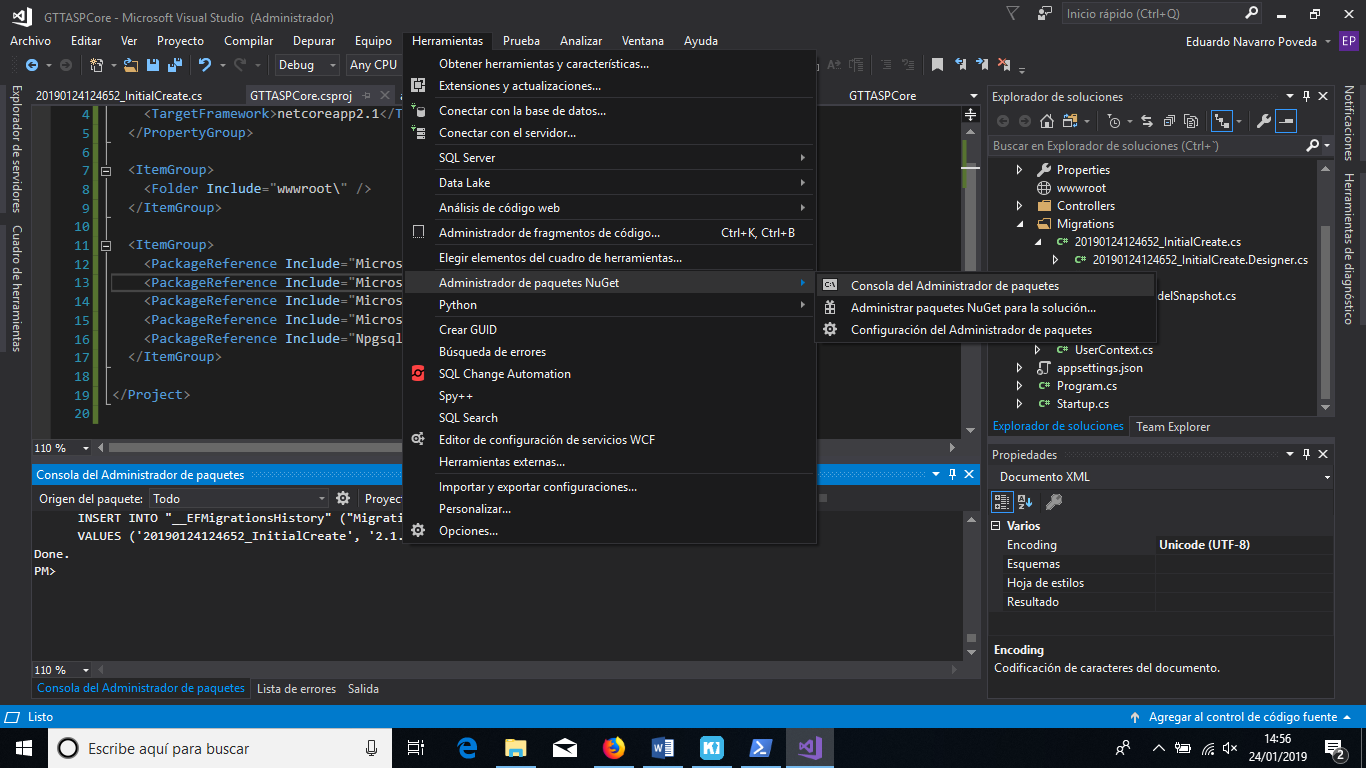 GTTASPCore - Microsoft Visual Studio (Administrador)
Inicio rápido (Ctrl+Q)
Archivo Editar Ver Proyecto Compilar Depurar Equipo Herramientas Prueba Analizar Ventana Ayuda
Eduardo Navarro Poveda EP
Debug Any CPU
Explorador de servidores
Cuadro de herramientas
20190124124652_InitialCreate.cs GTTASPCore.csproj
GTTASPCore
4 <TargetFramework>netcoreapp2.1</T
5 </PropertyGroup>
6
7 <ItemGroup>
8 <Folder Include="wwwroot\" />
9 </ItemGroup>
10
11 <ItemGroup>
12 <PackageReference Include="Micros
13 <PackageReference Include="Micros
14 <PackageReference Include="Micros
15 <PackageReference Include="Micros
16 <PackageReference Include="Npgsql
17 </ItemGroup>
18
19 </Project>
20
110 %
Obtener herramientas y características...
Extensiones y actualizaciones...
Conectar con la base de datos...
Conectar con el servidor...
SQL Server
Data Lake
Análisis de código web
Administrador de fragmentos de código... Ctrl+K, Ctrl+B
Elegir elementos del cuadro de herramientas...
Administrador de paquetes NuGet
Python
Crear GUID
Búsqueda de errores
SQL Change Automation
Spy++
SQL Search
Editor de configuración de servicios WCF
Herramientas externas...
Importar y exportar configuraciones...
Personalizar...
Opciones...
Consola del Administrador de paquetes
Administrar paquetes NuGet para la solución...
Configuración del Administrador de paquetes
Explorador de soluciones
Buscar en Explorador de soluciones (Ctrl+¨)
Properties
wwwroot
Controllers
Migrations
C# 20190124124652_InitialCreate.cs
C# 20190124124652_InitialCreate.Designer.cs
delSnapshot.cs
C# UserContext.cs
appsettings.json
C# Program.cs
C# Startup.cs
Explorador de soluciones Team Explorer
Notificaciones
Herramientas de diagnóstico
Consola del Administrador de paquetes
Origen del paquete: Todo Proyec
INSERT INTO "__EFMigrationsHistory" ("Migrati
VALUES ('20190124124652_InitialCreate', '2.1.
Done.
PM>
110 %
Consola del Administrador de paquetes Lista de errores Salida
Propiedades
Documento XML
Varios
Encoding Unicode (UTF-8)
Esquemas
Hoja de estilos
Resultado
Encoding
Codificación de caracteres del documento.
Listo
Agregar al control de código fuente
Escribe aquí para buscar
14:56
24/01/2019
2